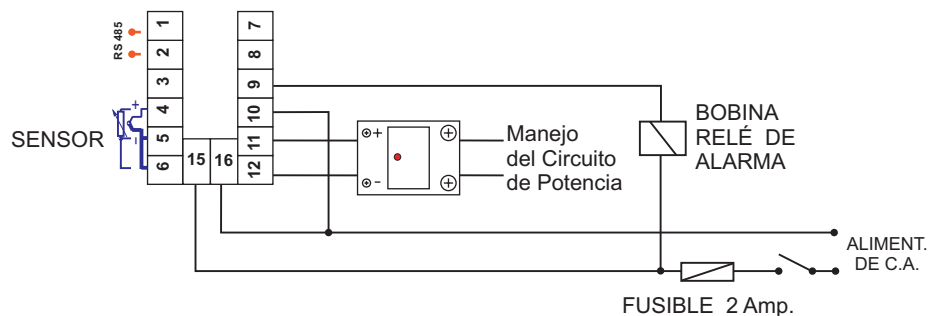 RS 485
1
2
3
4
5
6
7
8
9
10
11
12
15
16
+
-
SENSOR
+
-
Manejo
del Circuito
de Potencia
BOBINA
RELÉ DE
ALARMA
ALIMENT.
DE C.A.
FUSIBLE 2 Amp.